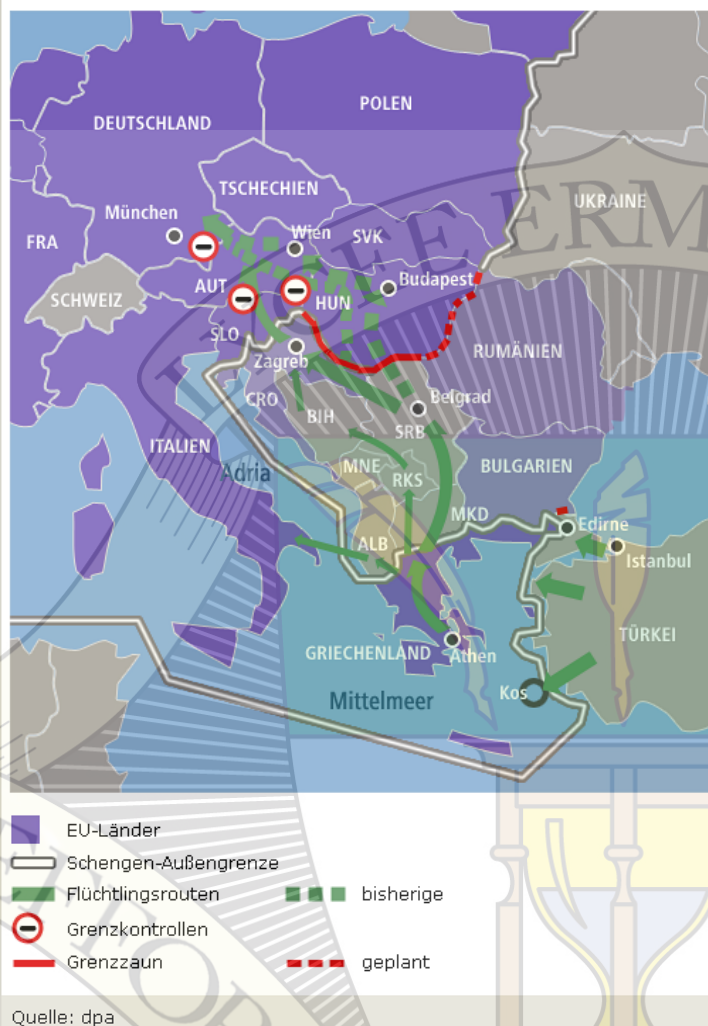 POLEN
DEUTSCHLAND
TSCHECHIEN
UKRAINE
München
Wien
SVK
FRA
AUT
Budapest
SCHWEIZ
HUN
SLO
Zagreb
RUMÄNIEN
CRO
Belgrad
BIH
SRB
ITALIEN
Adria
MNE
RKS
BULGARIEN
MKD
Edirne
ALB
Istanbul
TÜRKEI
GRIECHENLAND
Athen
Kos
Mittelmeer
EU-Länder
Schengen-Außengrenze
Flüchtlingsrouten
bisherige
Grenzkontrollen
Grenzzaun
geplant
Quelle: dpa